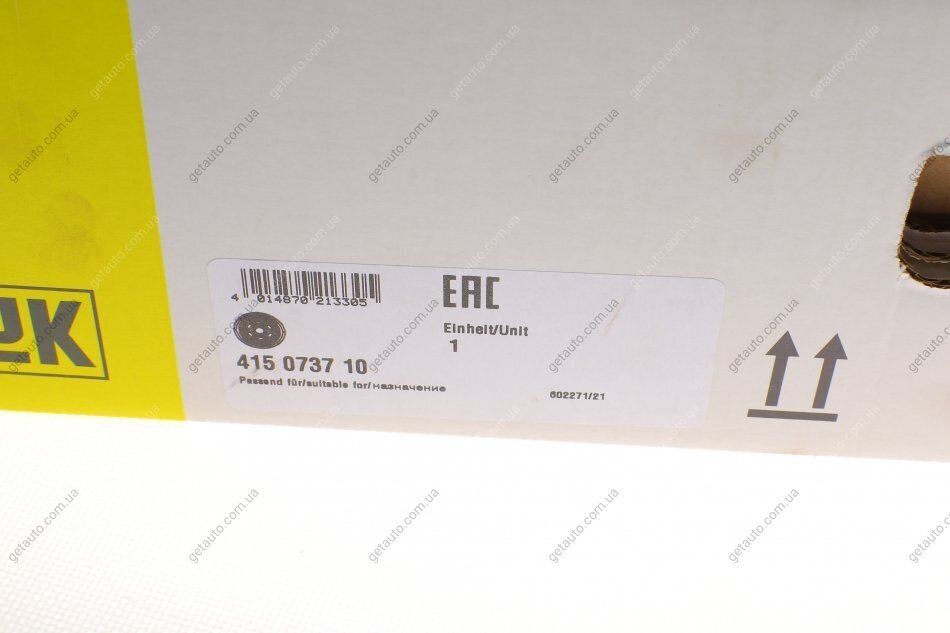 UK
4 014870 213305
EAC
Einheit/Unit
1
415 0737 10
Passend für/suitable for/назначение
602271/21
getauto.com.ua